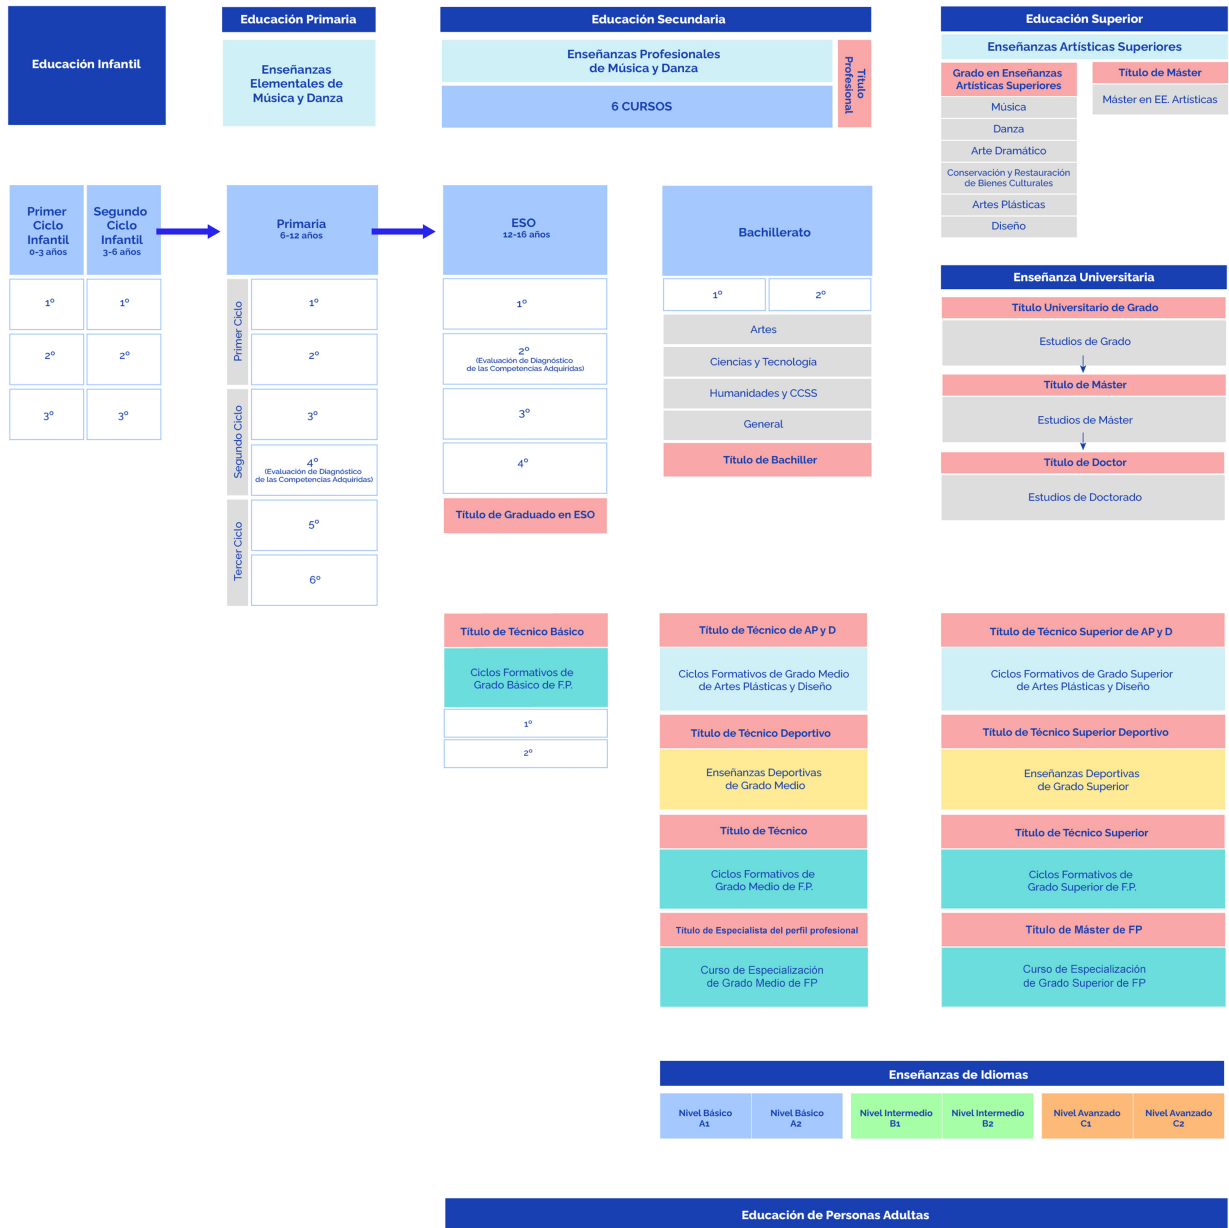 Educación Infantil
Educación Primaria
Enseñanzas
Elementales de
Música y Danza
Educación Secundaria
Enseñanzas Profesionales
de Música y Danza
6 CURSOS
Título
Profesional
Educación Superior
Enseñanzas Artísticas Superiores
Grado en Enseñanzas
Artísticas Superiores
Música
Danza
Arte Dramático
Conservación y Restauración
de Bienes Culturales
Artes Plásticas
Diseño
Título de Máster
Máster en EE. Artísticas
Primer
Ciclo
Infantil
0-3 años
1º
2º
3º
Segundo
Ciclo
Infantil
3-6 años
1º
2º
3º
Primaria
6-12 años
Primer Ciclo
1º
2º
Segundo Ciclo
3º
4º
(Evaluación de Diagnóstico
de las Competencias Adquiridas)
Tercer Ciclo
5º
6º
ESO
12-16 años
1º
2º
(Evaluación de Diagnóstico
de las Competencias Adquiridas)
3º
4º
Título de Graduado en ESO
Bachillerato
1º
2º
Artes
Ciencias y Tecnología
Humanidades y CCSS
General
Título de Bachiller
Enseñanza Universitaria
Título Universitario de Grado
Estudios de Grado
Título de Máster
Estudios de Máster
Título de Doctor
Estudios de Doctorado
Título de Técnico Básico
Ciclos Formativos de
Grado Básico de F.P.
1º
2º
Título de Técnico de AP y D
Ciclos Formativos de Grado Medio
de Artes Plásticas y Diseño
Título de Técnico Deportivo
Enseñanzas Deportivas
de Grado Medio
Título de Técnico
Ciclos Formativos de
Grado Medio de F.P.
Título de Especialista del perfil profesional
Curso de Especialización
de Grado Medio de FP
Título de Técnico Superior de AP y D
Ciclos Formativos de Grado Superior
de Artes Plásticas y Diseño
Título de Técnico Superior Deportivo
Enseñanzas Deportivas
de Grado Superior
Título de Técnico Superior
Ciclos Formativos de
Grado Superior de F.P.
Título de Máster de FP
Curso de Especialización
de Grado Superior de FP
Enseñanzas de Idiomas
Nivel Básico
A1
Nivel Básico
A2
Nivel Intermedio
B1
Nivel Intermedio
B2
Nivel Avanzado
C1
Nivel Avanzado
C2
Educación de Personas Adultas